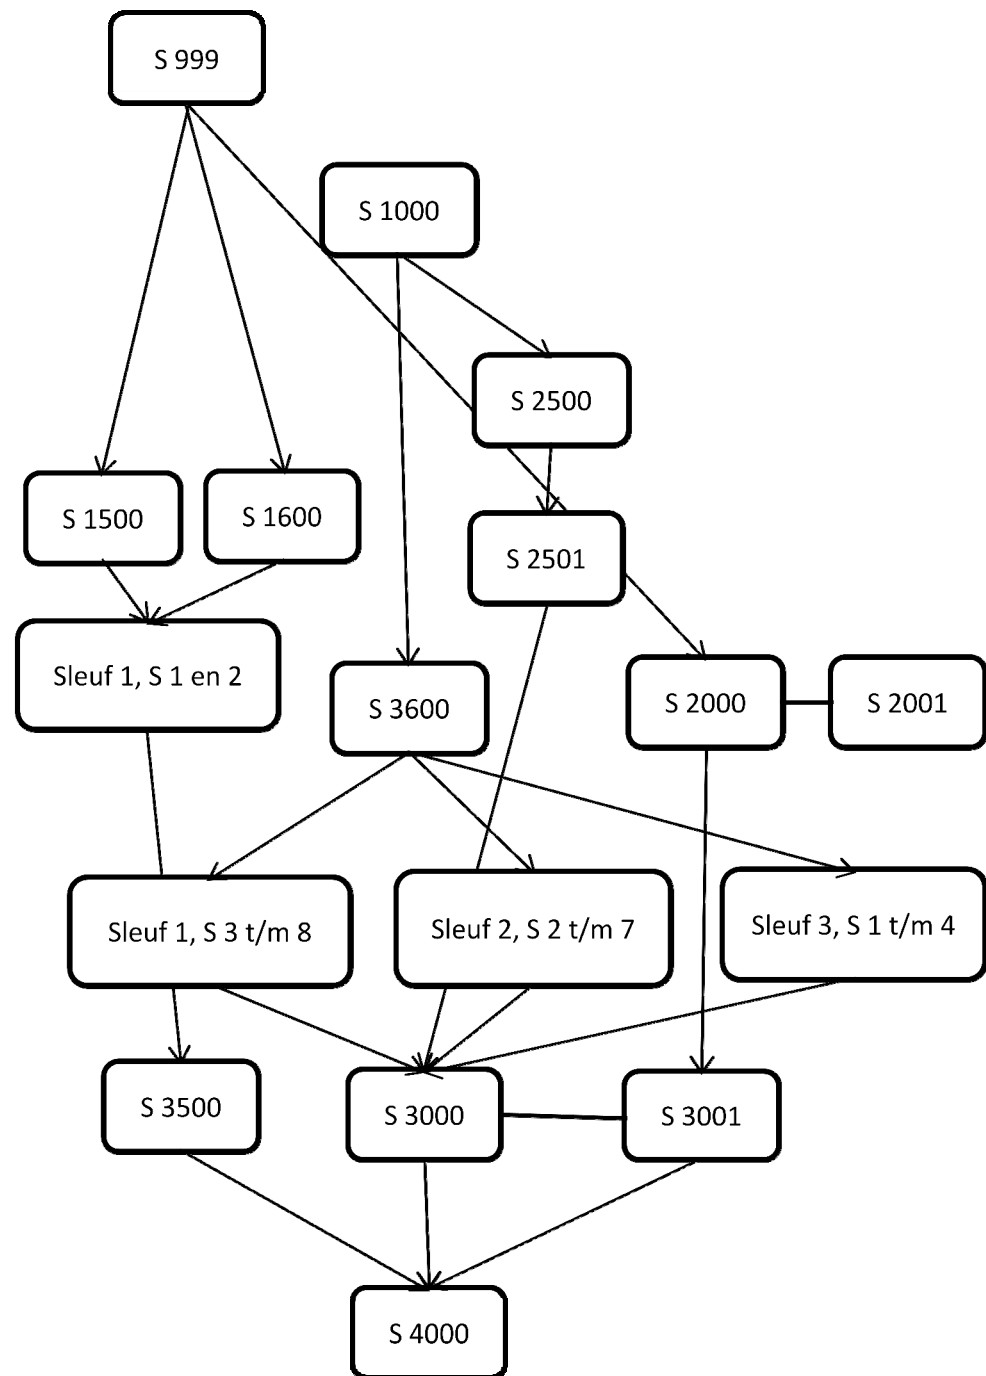 S 999
S 1000
S 2500
S 1500
S 1600
S 2501
Sleuf 1, S 1 en 2
S 3600
S 2000
S 2001
Sleuf 1, S 3 t/m 8
Sleuf 2, S 2 t/m 7
Sleuf 3, S 1 t/m 4
S 3500
S 3000
S 3001
S 4000